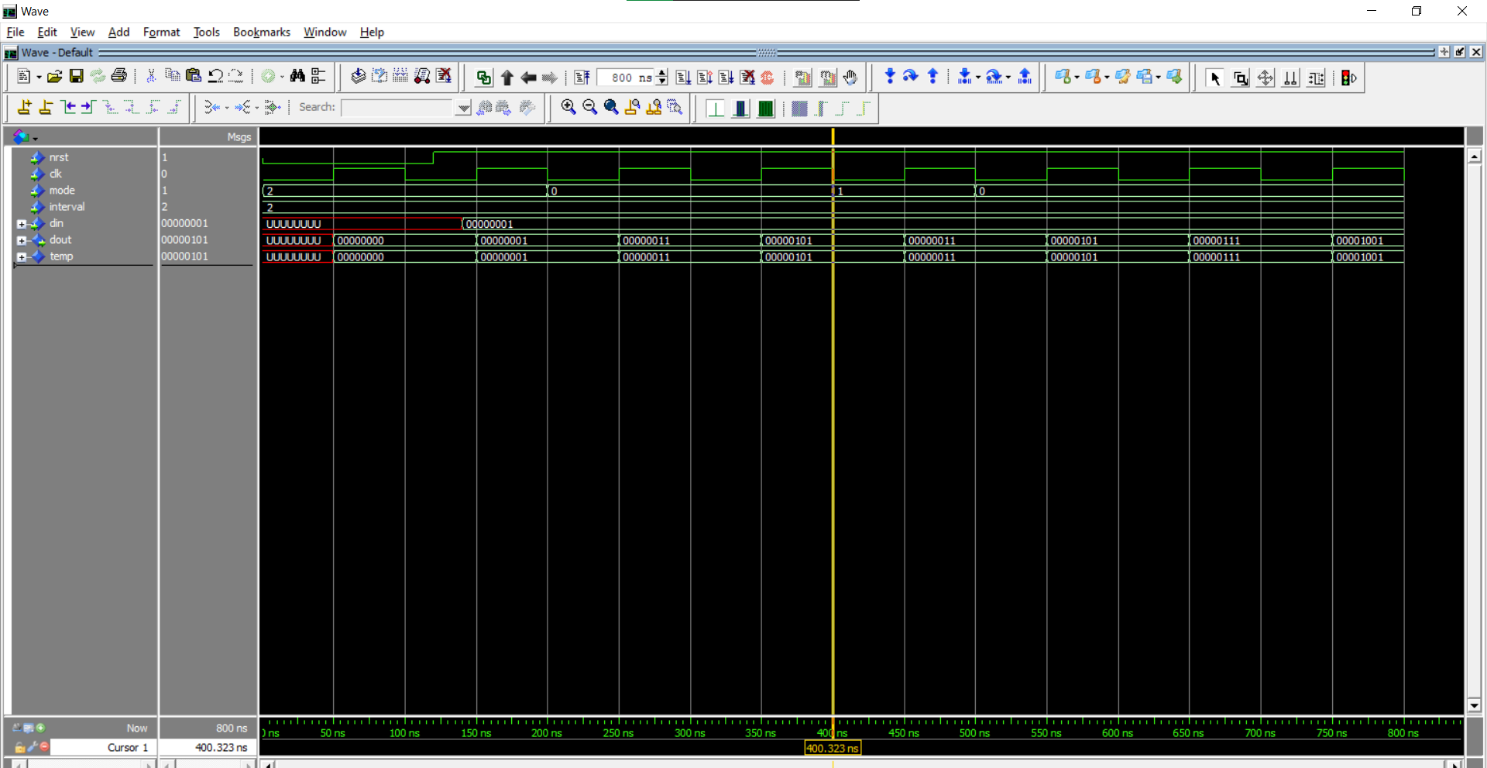 Wave
File Edit View Add Format Tools Bookmarks Window Help
Wave - Default
800 ns
Search:
Msgs
nrst 1
clk 0
mode 1 2 0 1 0
interval 2 2
din 00000001 UUUUUUUU 00000001
dout 00000101 UUUUUUUU 00000000 00000001 00000011 00000101 00000011 00000101 00000111 00001001
temp 00000101 UUUUUUUU 00000000 00000001 00000011 00000101 00000011 00000101 00000111 00001001
Now 800 ns
ns 50 ns 100 ns 150 ns 200 ns 250 ns 300 ns 350 ns 400 ns 450 ns 500 ns 550 ns 600 ns 650 ns 700 ns 750 ns 800 ns
Cursor 1 400.323 ns 400.323 ns